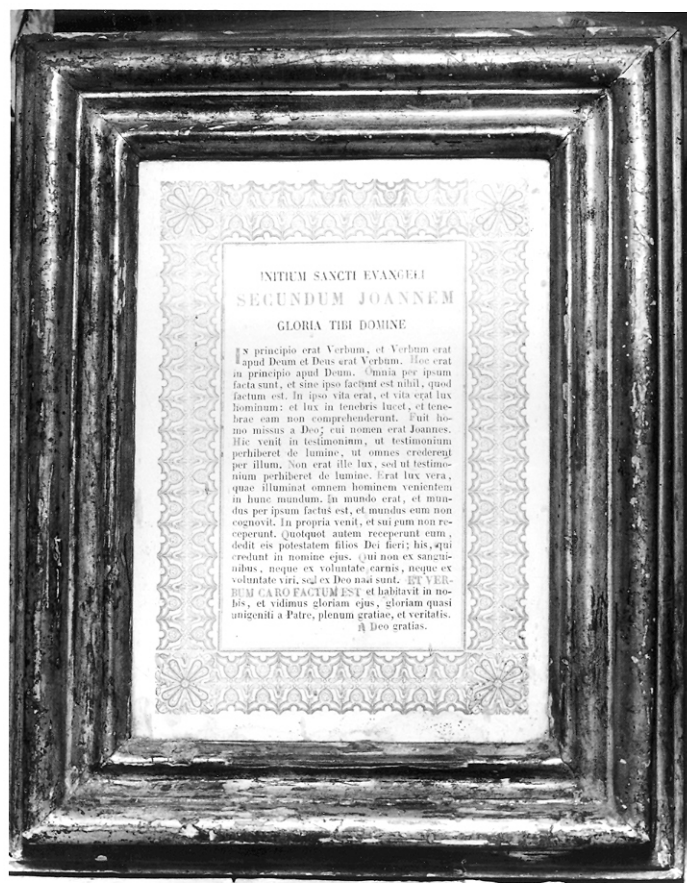 INITIUM SANCTI EVANGELI
SECUNDUM JOANNEM
GLORIA TIBI DOMINE
IN principio erat Verbum, et Verbum erat
apud Deum et Deus erat Verbum. Hoc erat
in principio apud Deum. Omnia per ipsum
facta sunt, et sine ipso factum est nihil, quod
factum est. In ipso vita erat, et vita erat lux
hominum: et lux in tenebris lucet, et tene-
brae eam non comprehenderunt. Fuit ho-
mo missus a Deo; cui nomen erat Joannes.
Hic venit in testimonium, ut testimonium
perhiberet de lumine, ut omnes crederent
per illum. Non erat ille lux, sed ut testimo-
nium perhiberet de lumine. Erat lux vera,
quae illuminat omnem hominem venientem
in hunc mundum. In mundo erat, et mun-
dus per ipsum factus est, et mundus eum non
cognovit. In propria venit, et sui eum non re-
ceperunt. Quotquot autem receperunt eum,
dedit eis potestatem filios Dei fieri; his, qui
credunt in nomine ejus. Qui non ex sangui-
nibus, neque ex voluntate carnis, neque ex
voluntate viri, sed ex Deo nati sunt. ET VER-
BUM CARO FACTUM EST et habitavit in no-
bis, et vidimus gloriam ejus, gloriam quasi
unigeniti a Patre, plenum gratiae, et veritatis.
℟ Deo gratias.